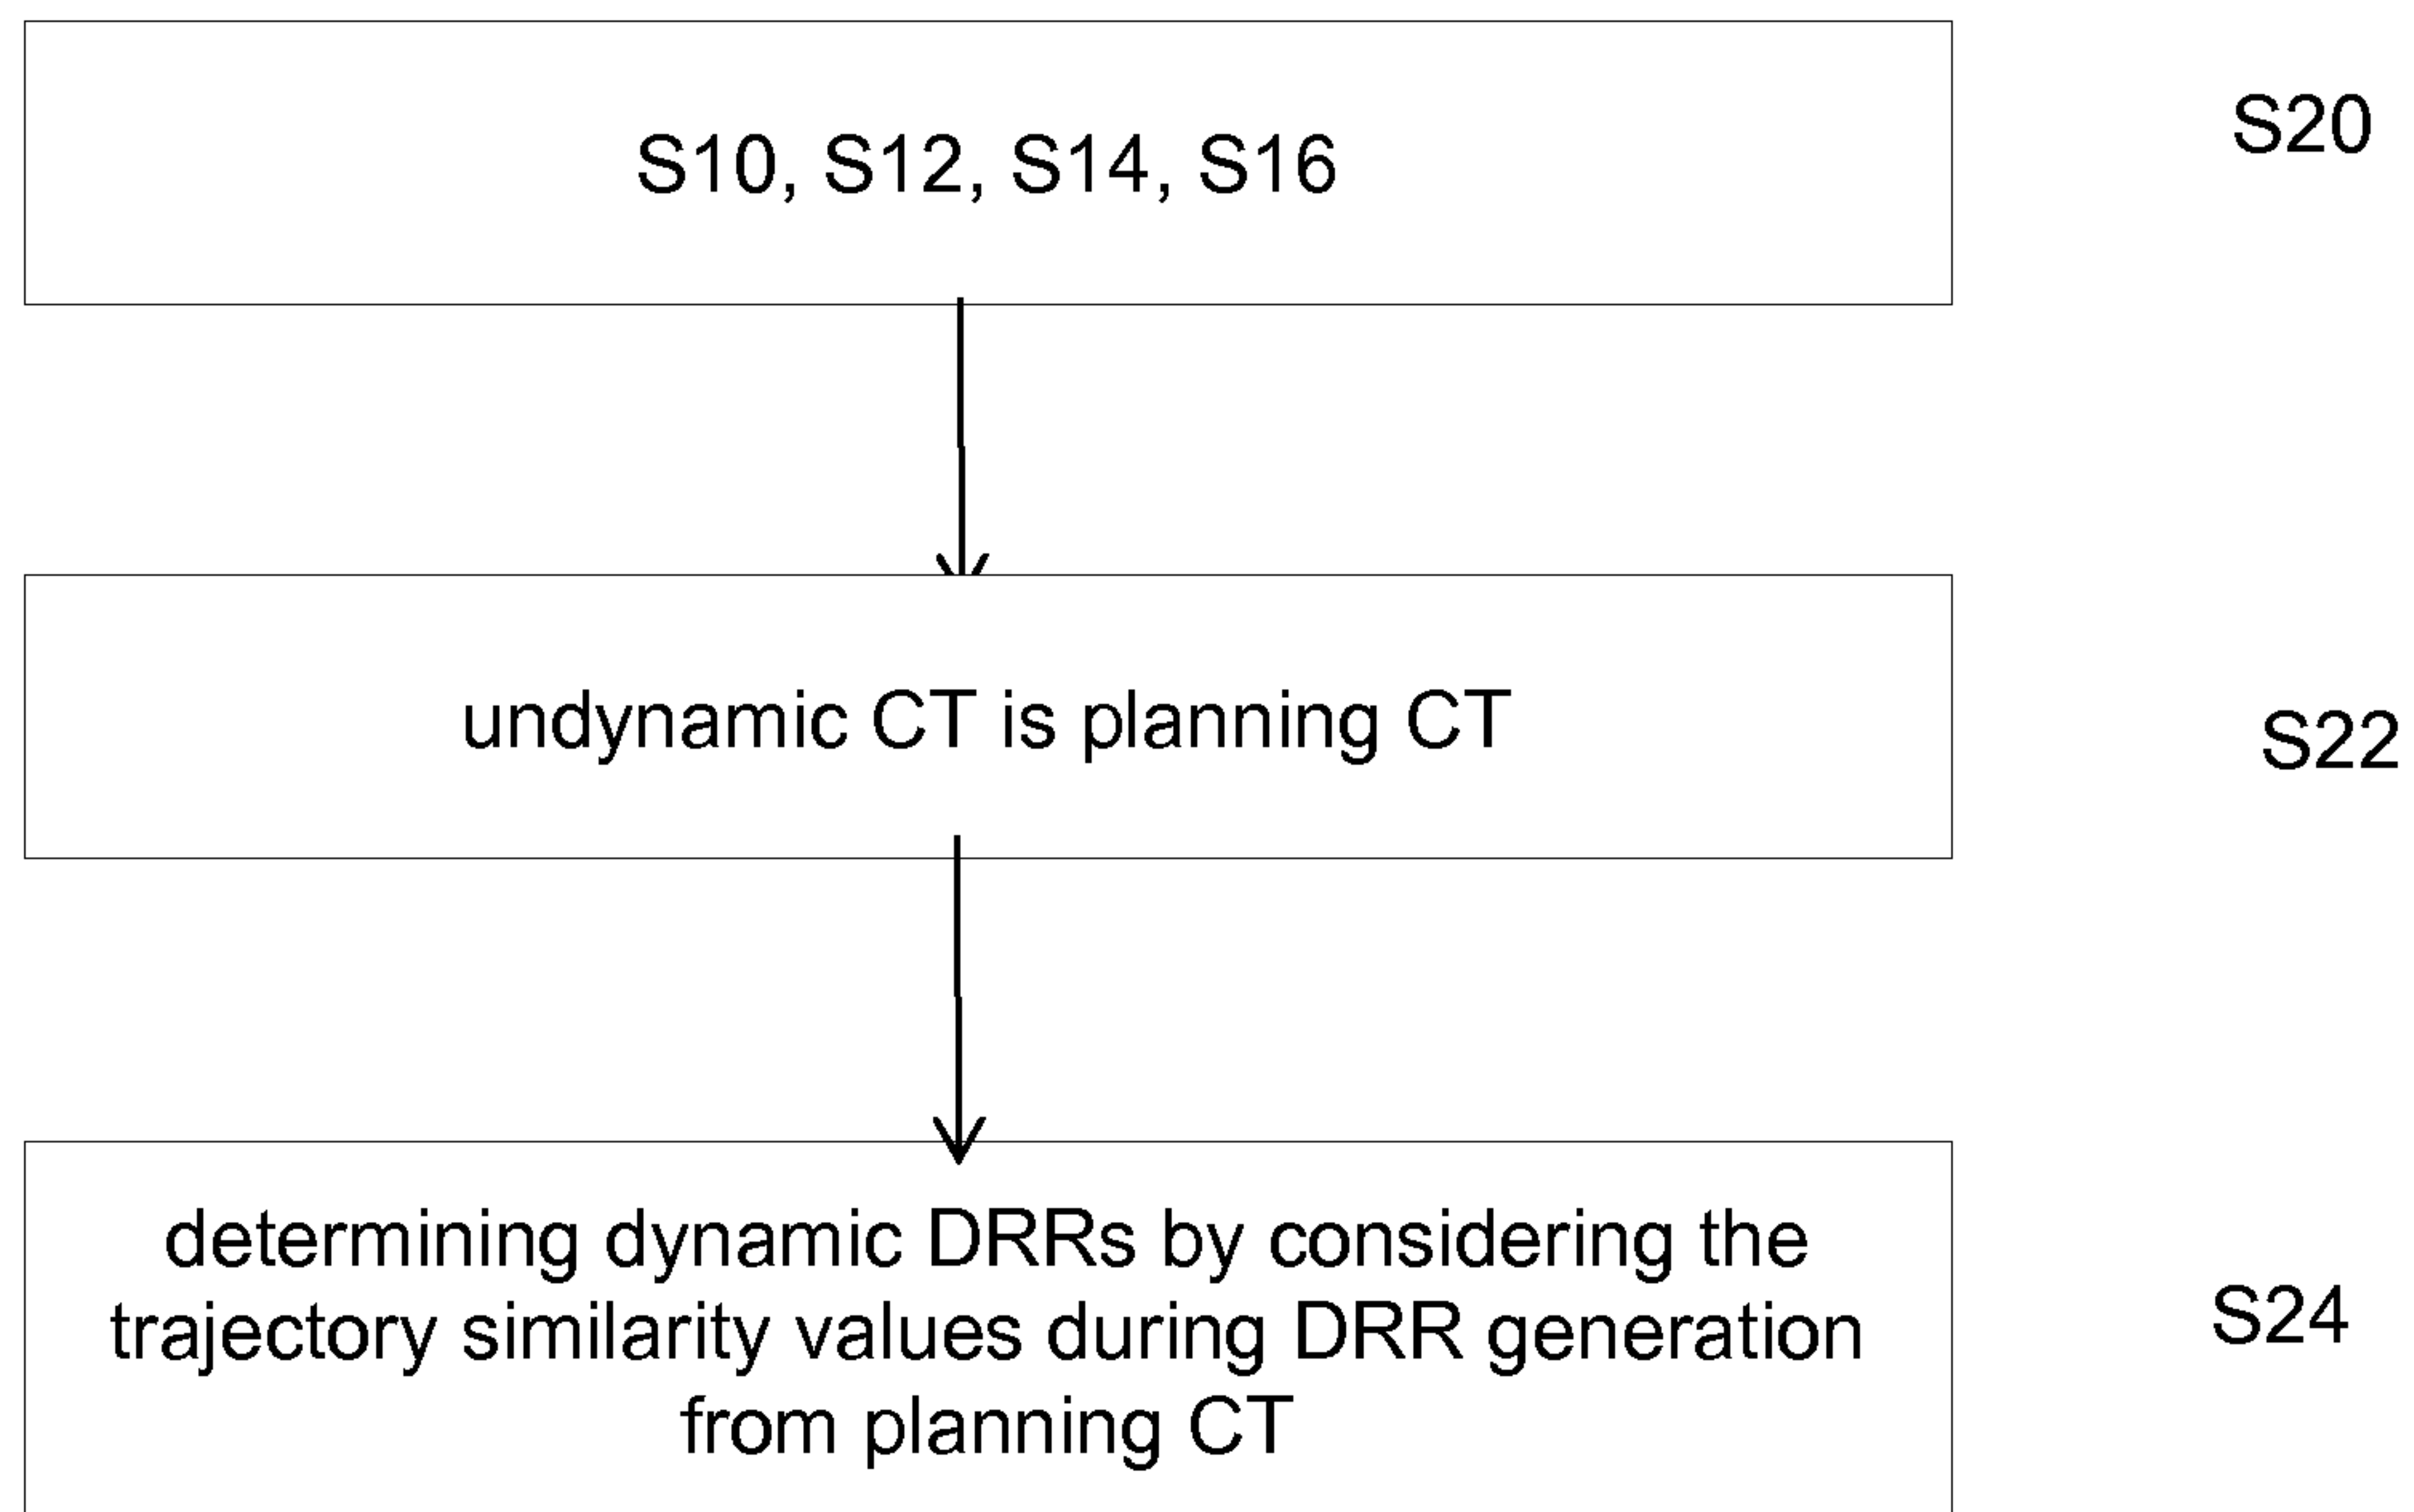 S10, S12, S14, S16
S20
undynamic CT is planning CT
S22
determining dynamic DRRs by considering the
trajectory similarity values during DRR generation
from planning CT
S24